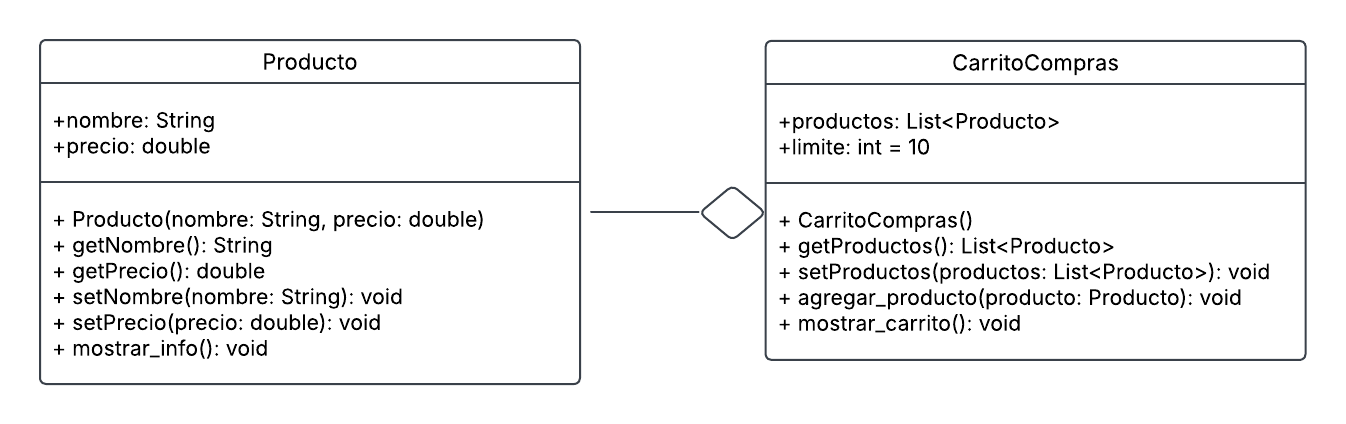 Producto
+nombre: String
+precio: double
+ Producto(nombre: String, precio: double)
+ getNombre(): String
+ getPrecio(): double
+ setNombre(nombre: String): void
+ setPrecio(precio: double): void
+ mostrar_info(): void
CarritoCompras
+productos: List<Producto>
+limite: int = 10
+ CarritoCompras()
+ getProductos(): List<Producto>
+ setProductos(productos: List<Producto>): void
+ agregar_producto(producto: Producto): void
+ mostrar_carrito(): void